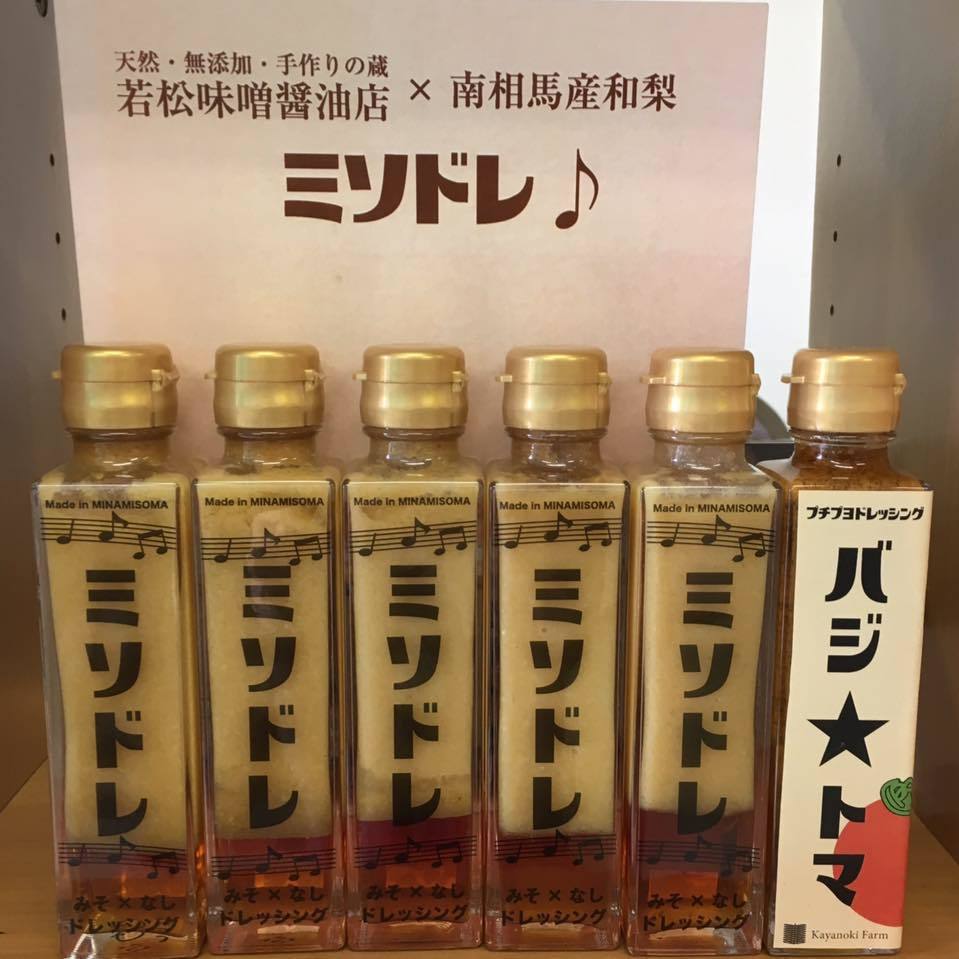 天然・無添加・手作りの蔵
若松味噌醤油店 × 南相馬産和梨
ミソドレ♪
Made in MINAMISOMA
ミソドレ
みそ×なし
ドレッシング
Made in MINAMISOMA
ミソドレ
みそ×なし
ドレッシング
Made in MINAMISOMA
ミソドレ
みそ×なし
ドレッシング
Made in MINAMISOMA
ミソドレ
みそ×なし
ドレッシング
Made in MINAMISOMA
ミソドレ
みそ×なし
ドレッシング
プチプヨドレッシング
バジ★トマ
Kayanoki Farm